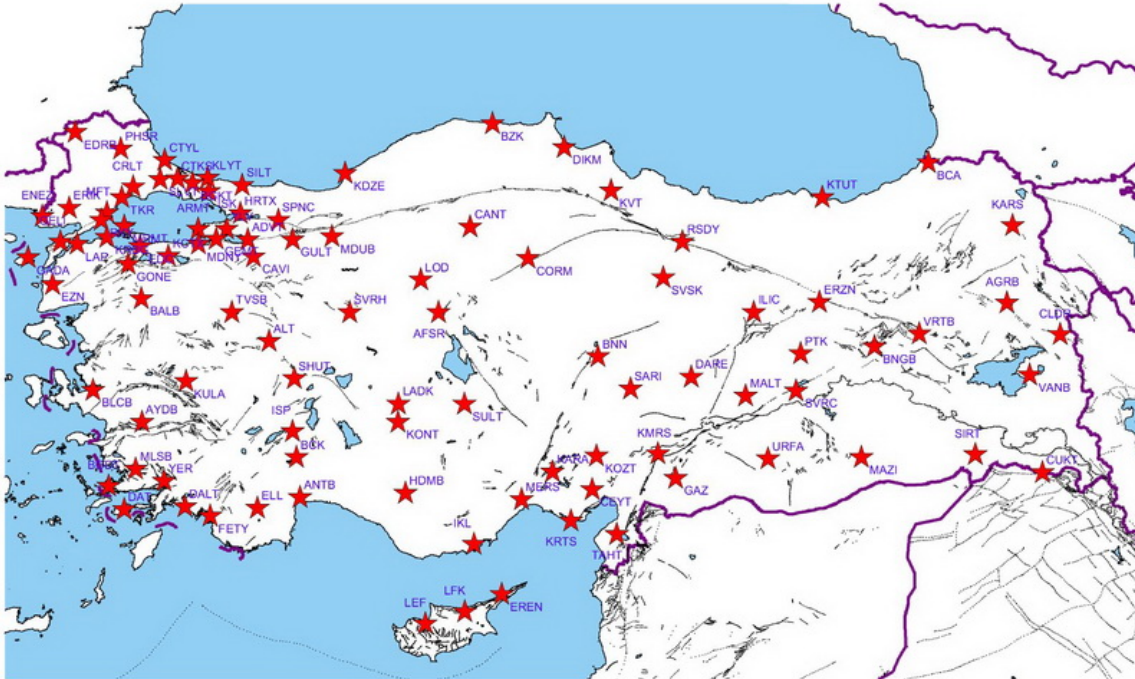 BZK
PHSR
EDRB
CTYL
DIKM
CTKS
KLYT
CRLT
SILT
KDZE
BCA
KVT
KTUT
ENEZ
ERIK
MFT
TKR
ARMT
ISK
HRTX
SPNC
CANT
KARS
ADVT
RSDY
LAP
MDNY
GULT
MDUB
CORM
GONE
CAVI
GADA
EZN
LOD
SVSK
BALB
TVSB
SVRH
AFSR
ILIC
ERZN
AGRB
CLDR
ALT
BNN
PTK
VRTB
BNGB
SHUT
DARE
VANB
BLCB
KULA
LADK
SULT
SARI
MALT
SVRC
AYDB
ISP
KONT
BCK
KMRS
SIRT
MLSB
YER
KARA
KOZT
URFA
MAZI
CUKT
DAT
DALT
ELL
ANTB
HDMB
MERS
CEYT
GAZ
FETY
IKL
KRTS
TAHT
LEF
LFK
EREN